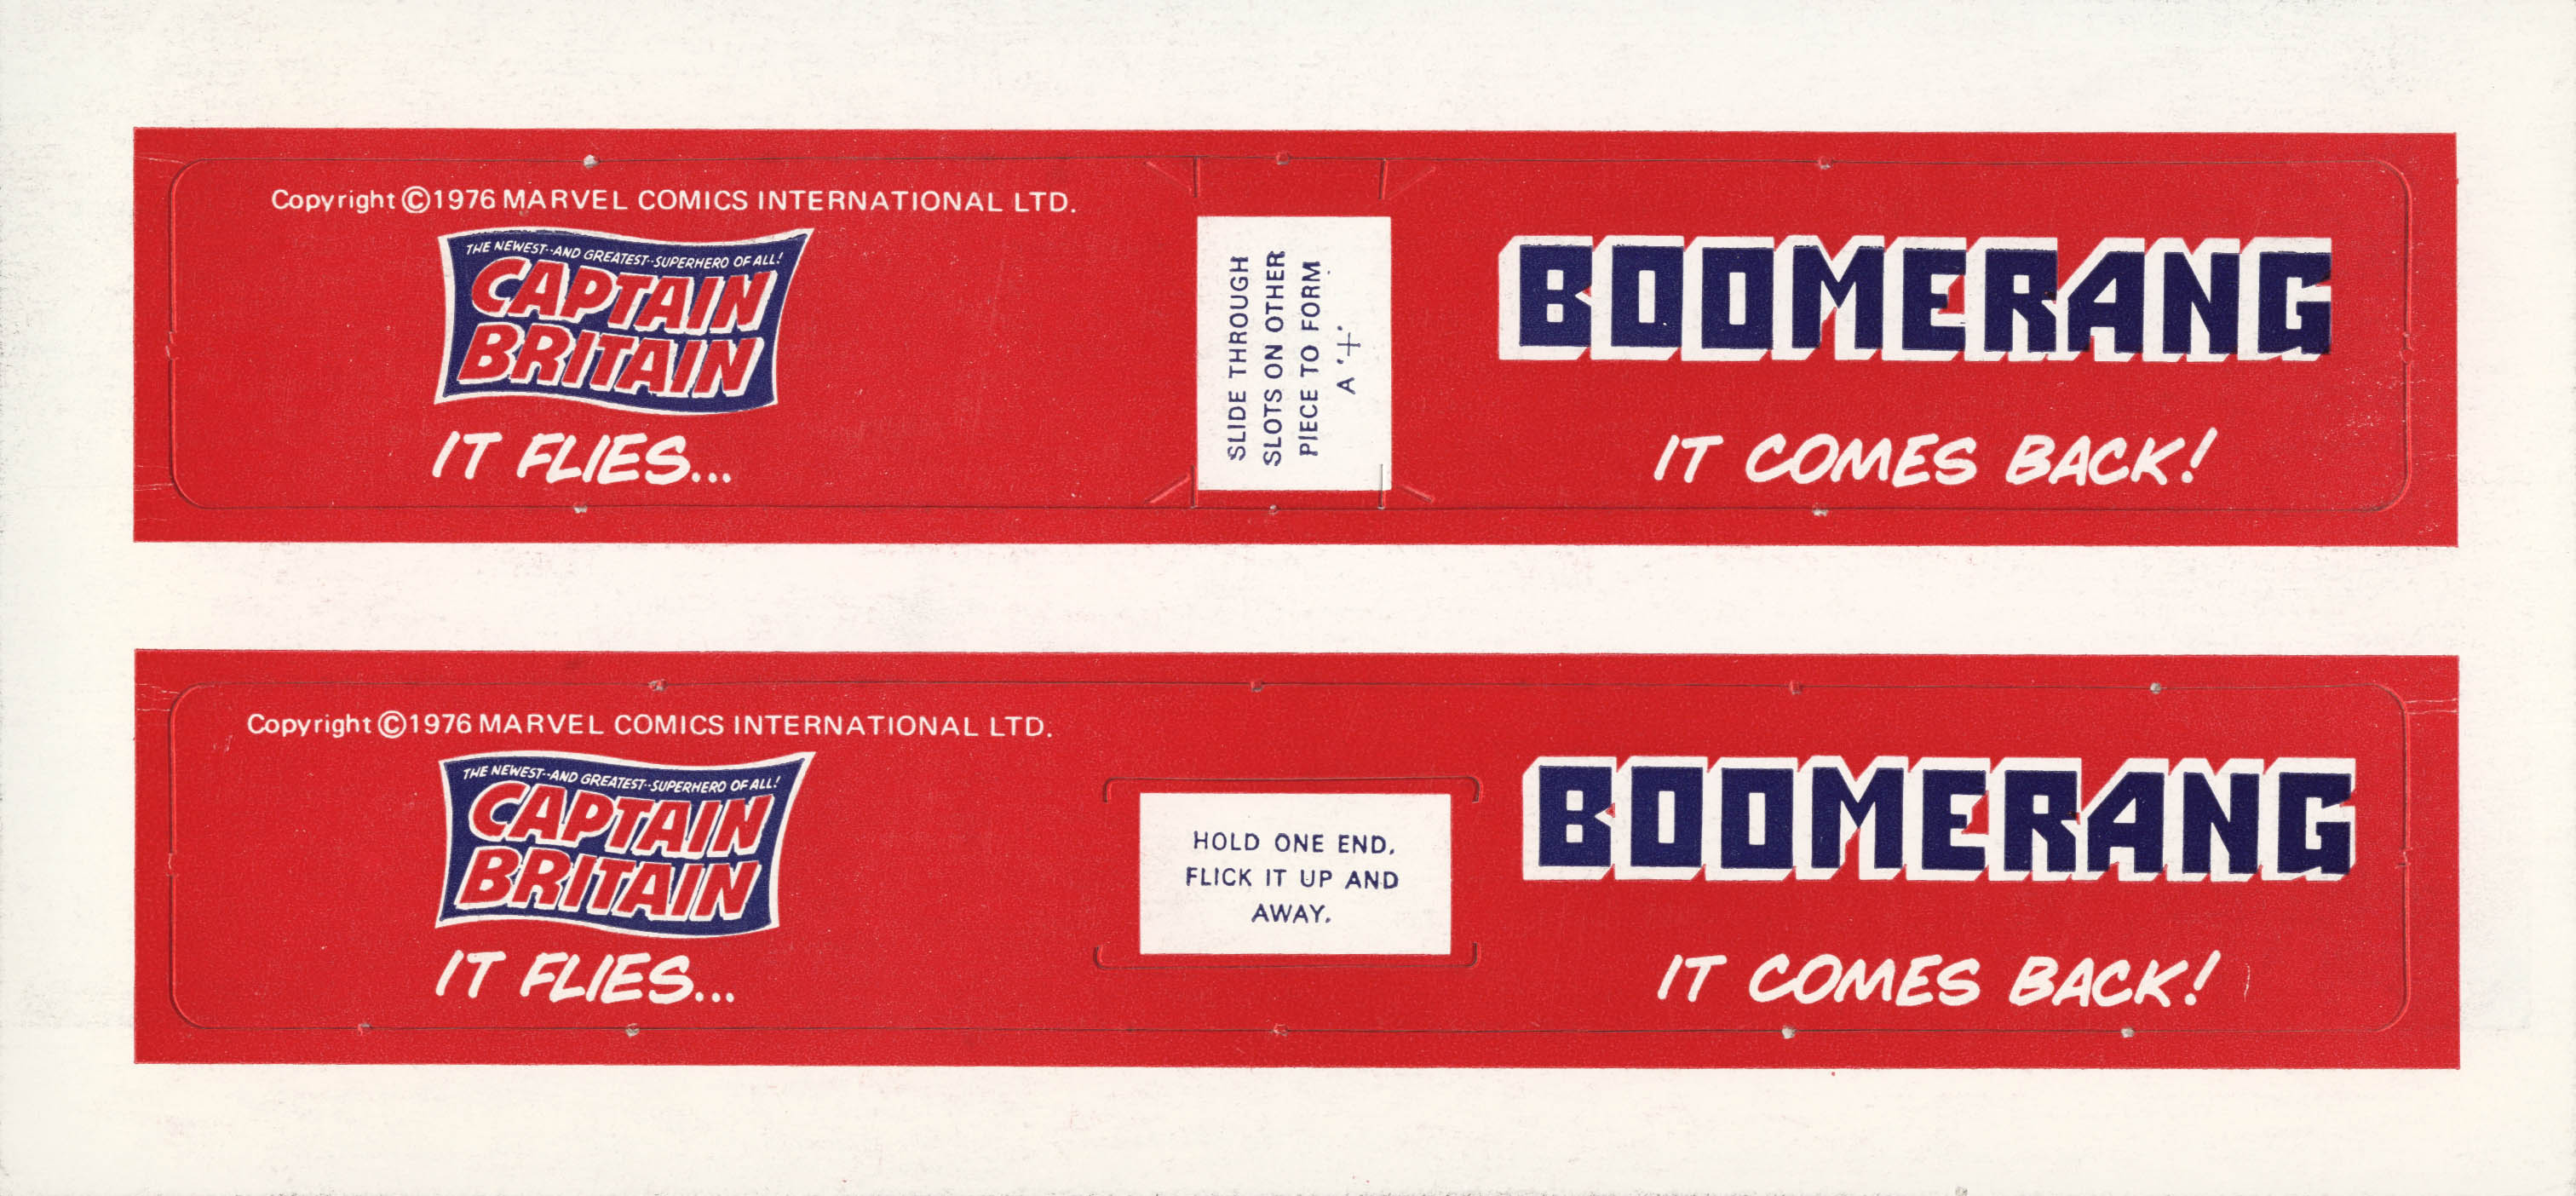 Copyright ©1976 MARVEL COMICS INTERNATIONAL LTD.
THE NEWEST--AND GREATEST--SUPERHERO OF ALL!
CAPTAIN
BRITAIN
IT FLIES...
SLIDE THROUGH
SLOTS ON OTHER
PIECE TO FORM
A '+'
BOOMERANG
IT COMES BACK!
Copyright ©1976 MARVEL COMICS INTERNATIONAL LTD.
THE NEWEST--AND GREATEST--SUPERHERO OF ALL!
CAPTAIN
BRITAIN
IT FLIES...
HOLD ONE END,
FLICK IT UP AND
AWAY.
BOOMERANG
IT COMES BACK!